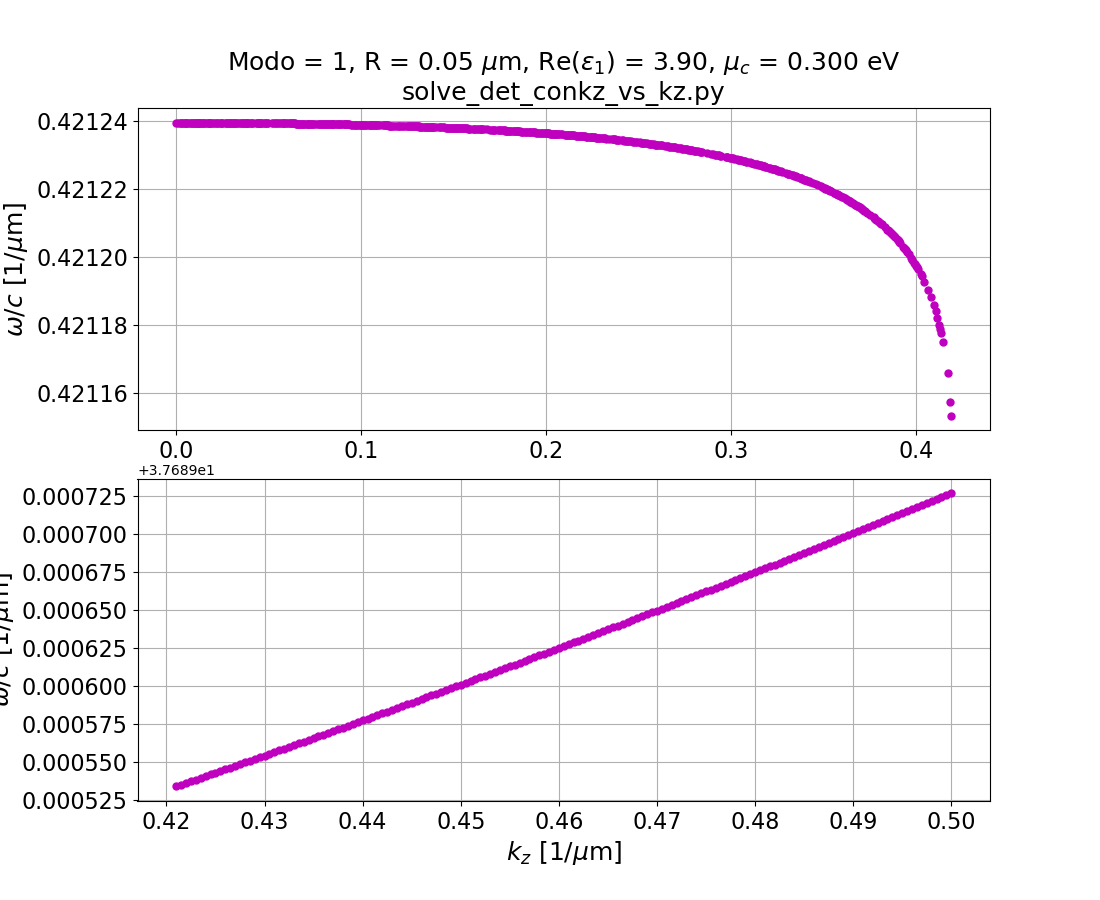 Modo = 1, R = 0.05 μm, Re(ε₁) = 3.90, μ_c = 0.300 eV
solve_det_conkz_vs_kz.py
ω/c [1/μm]
0.42124
0.42122
0.42120
0.42118
0.42116
0.0 0.1 0.2 0.3 0.4
+3.7689e1
ω/c [1/μm]
0.000725
0.000700
0.000675
0.000650
0.000625
0.000600
0.000575
0.000550
0.000525
0.42 0.43 0.44 0.45 0.46 0.47 0.48 0.49 0.50
k_z [1/μm]